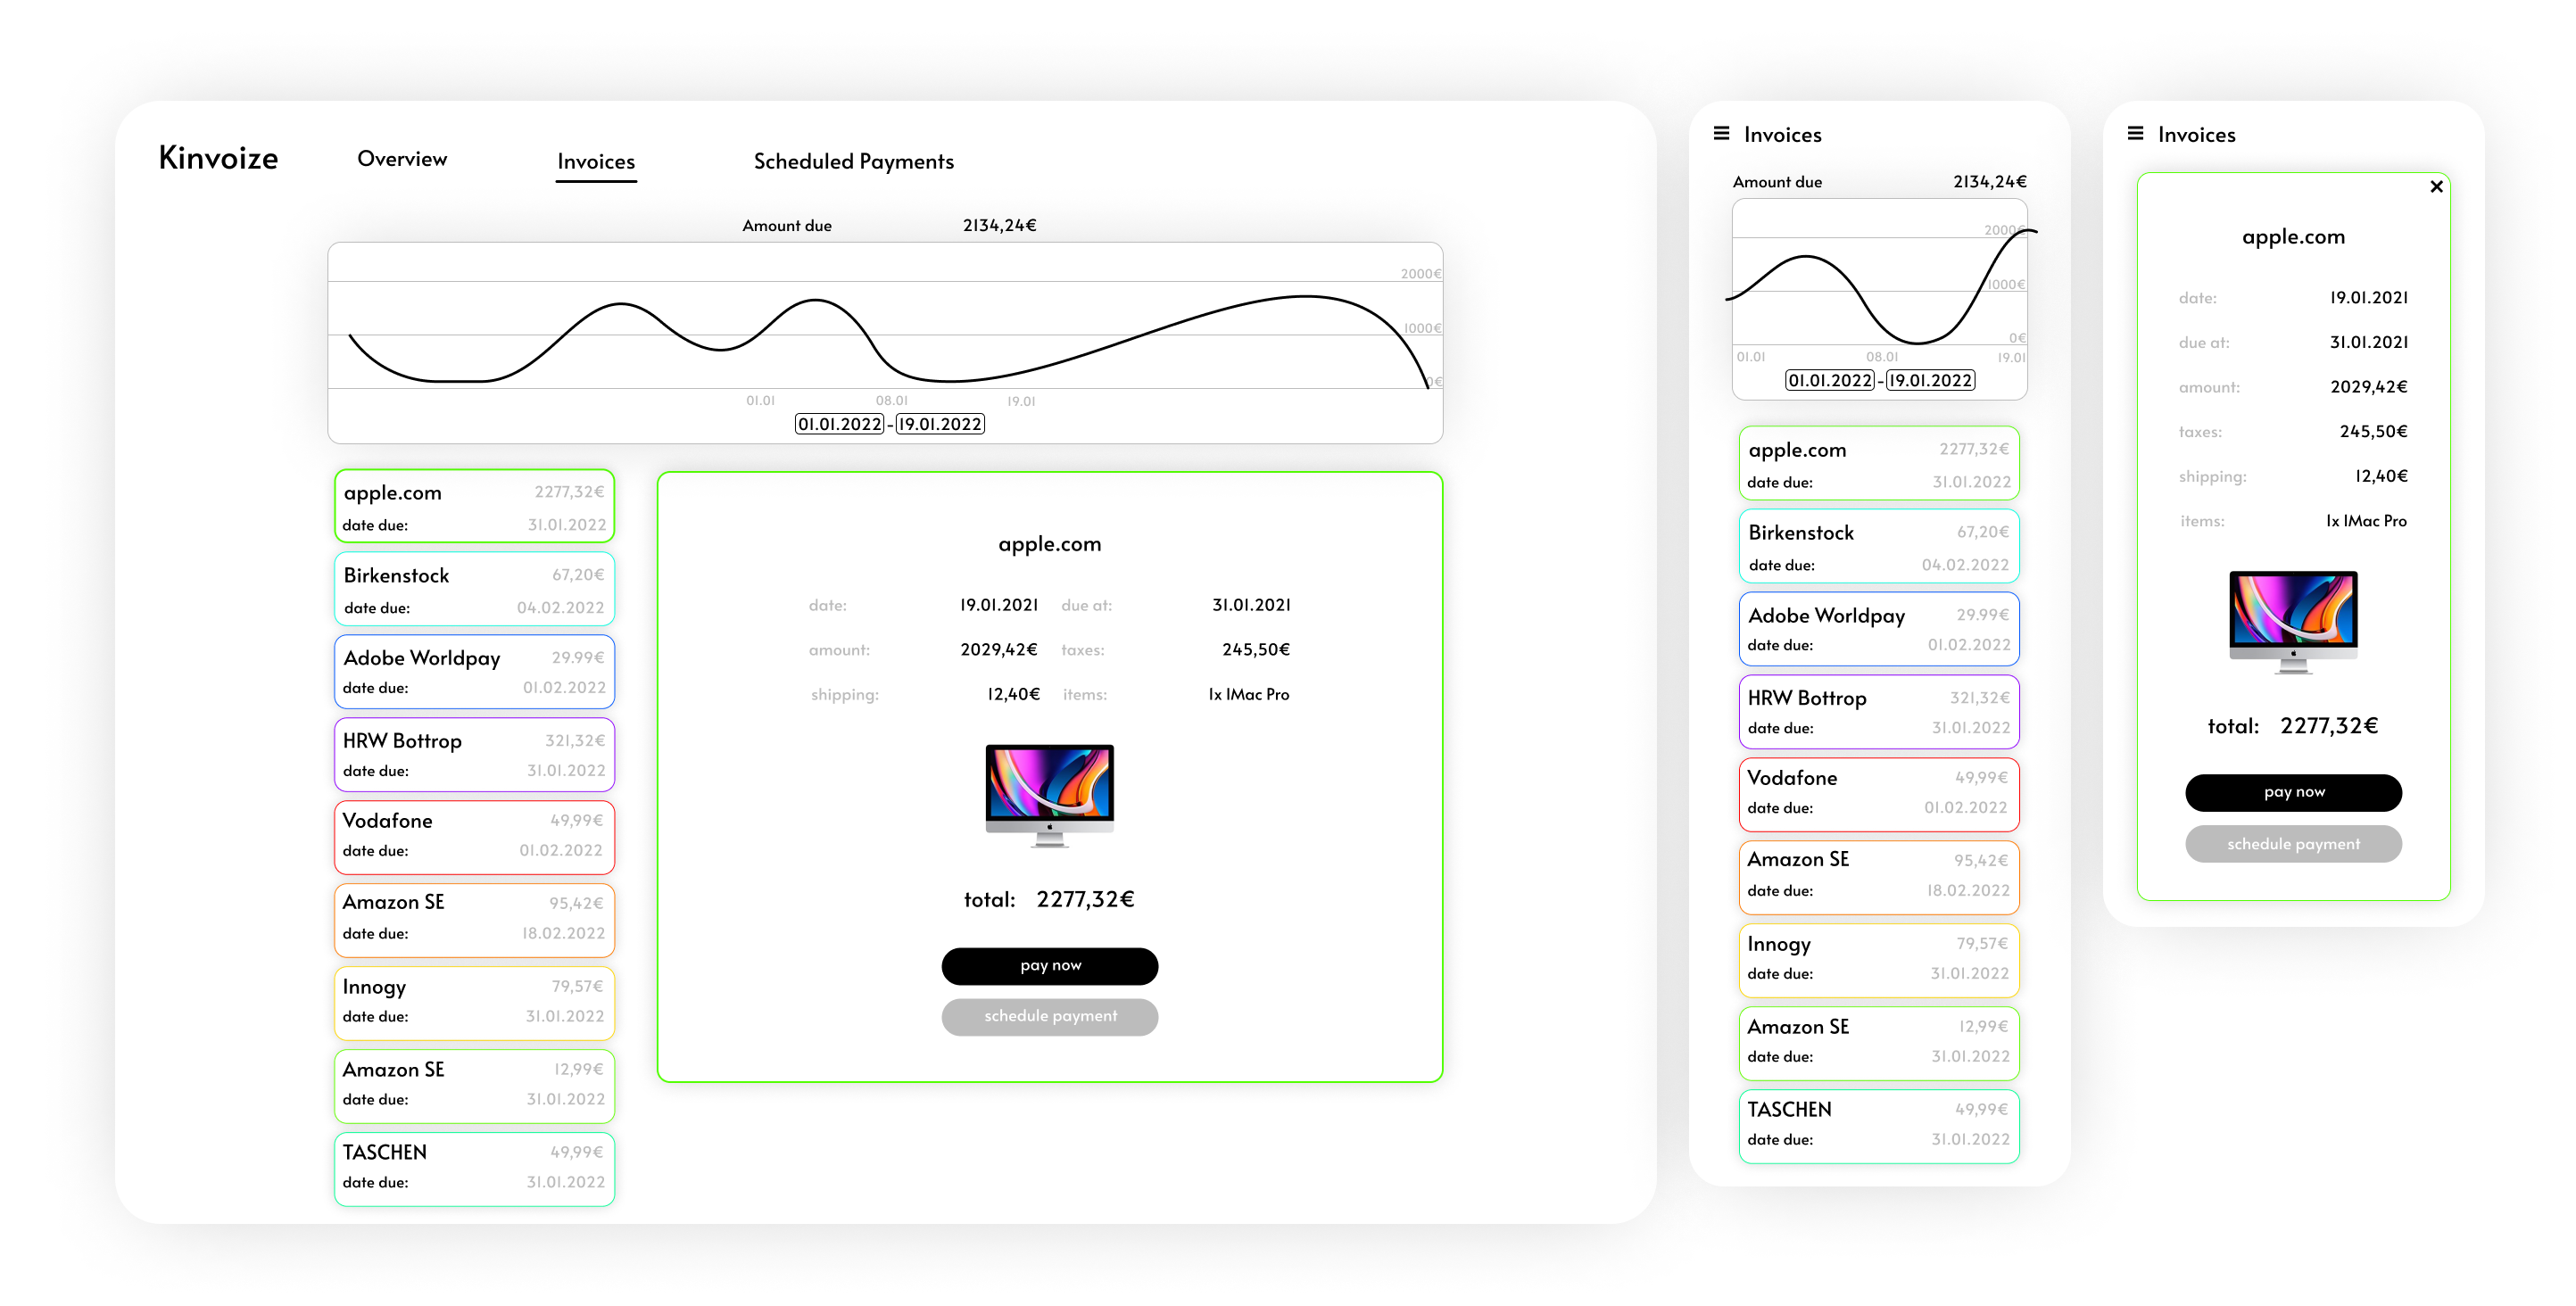 Kinvoize Overview Invoices Scheduled Payments
Amount due 2134,24€
2000€
1000€
0€
01.01 08.01 19.01
01.01.2022-19.01.2022
apple.com 2277,32€
date due: 31.01.2022
Birkenstock 67,20€
date due: 04.02.2022
Adobe Worldpay 29.99€
date due: 01.02.2022
HRW Bottrop 321,32€
date due: 31.01.2022
Vodafone 49,99€
date due: 01.02.2022
Amazon SE 95,42€
date due: 18.02.2022
Innogy 79,57€
date due: 31.01.2022
Amazon SE 12,99€
date due: 31.01.2022
TASCHEN 49,99€
date due: 31.01.2022
apple.com
date: 19.01.2021 due at: 31.01.2021
amount: 2029,42€ taxes: 245,50€
shipping: 12,40€ items: 1x IMac Pro
total: 2277,32€
pay now
schedule payment
Invoices
Amount due 2134,24€
2000€
1000€
0€
01.01 08.01 19.01
01.01.2022-19.01.2022
apple.com 2277,32€
date due: 31.01.2022
Birkenstock 67,20€
date due: 04.02.2022
Adobe Worldpay 29.99€
date due: 01.02.2022
HRW Bottrop 321,32€
date due: 31.01.2022
Vodafone 49,99€
date due: 01.02.2022
Amazon SE 95,42€
date due: 18.02.2022
Innogy 79,57€
date due: 31.01.2022
Amazon SE 12,99€
date due: 31.01.2022
TASCHEN 49,99€
date due: 31.01.2022
Invoices
apple.com
date: 19.01.2021
due at: 31.01.2021
amount: 2029,42€
taxes: 245,50€
shipping: 12,40€
items: 1x IMac Pro
total: 2277,32€
pay now
schedule payment